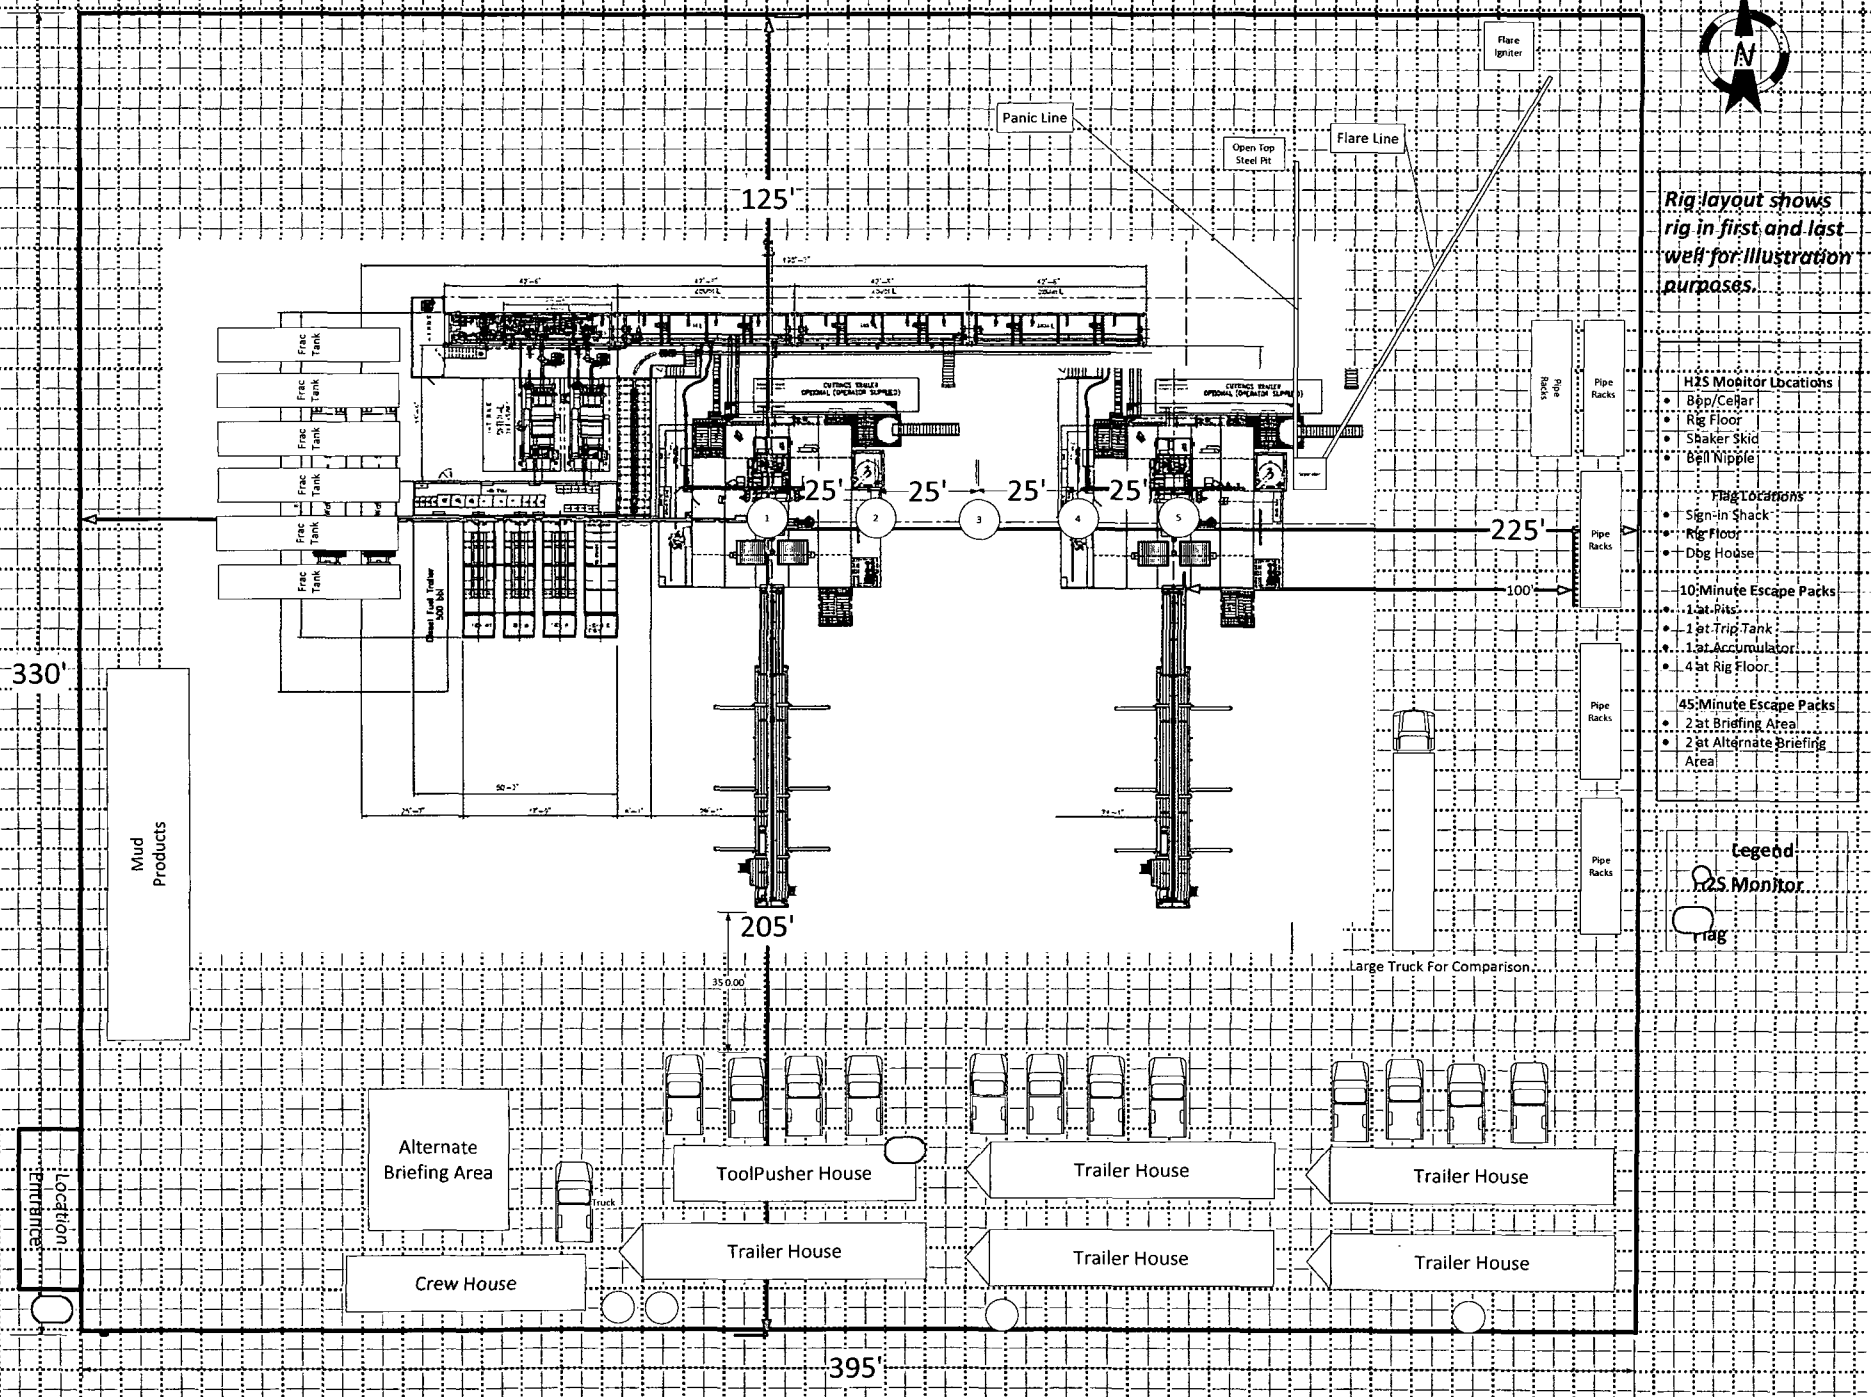 Flare
Igniter
N
Panic Line
Open Top
Steel Pit
Flare Line
125'
Rig layout shows
rig in first and last
well for illustration
purposes.
Frac
Tank
Frac
Tank
Frac
Tank
Frac
Tank
Frac
Tank
Frac
Tank
CUTTINGS TRAILER
OPTIONAL (OPERATOR SUPPLIED)
CUTTINGS TRAILER
OPTIONAL (OPERATOR SUPPLIED)
Pipe
Racks
Pipe
Racks
H2S Monitor Locations
• Bop/Cellar
• Rig Floor
• Shaker Skid
• Bell Nipple
Flag Locations
• Sign-in Shack
• Rig Floor
• Dog House
10 Minute Escape Packs
• 1 at Pits
• 1 at Trip Tank
• 1 at Accumulator
• 4 at Rig Floor
45 Minute Escape Packs
• 2 at Briefing Area
• 2 at Alternate Briefing
Area
25'
25'
25'
25'
1
2
3
4
5
225'
Pipe
Racks
100'
Diesel Fuel Trailer
500 bbl
330'
Pipe
Racks
Mud
Products
Pipe
Racks
Legend
H2S Monitor
Flag
205'
Large Truck For Comparison
350.00
Alternate
Briefing Area
Truck
ToolPusher House
Trailer House
Trailer House
Location
Entrance
Trailer House
Trailer House
Trailer House
Crew House
395'